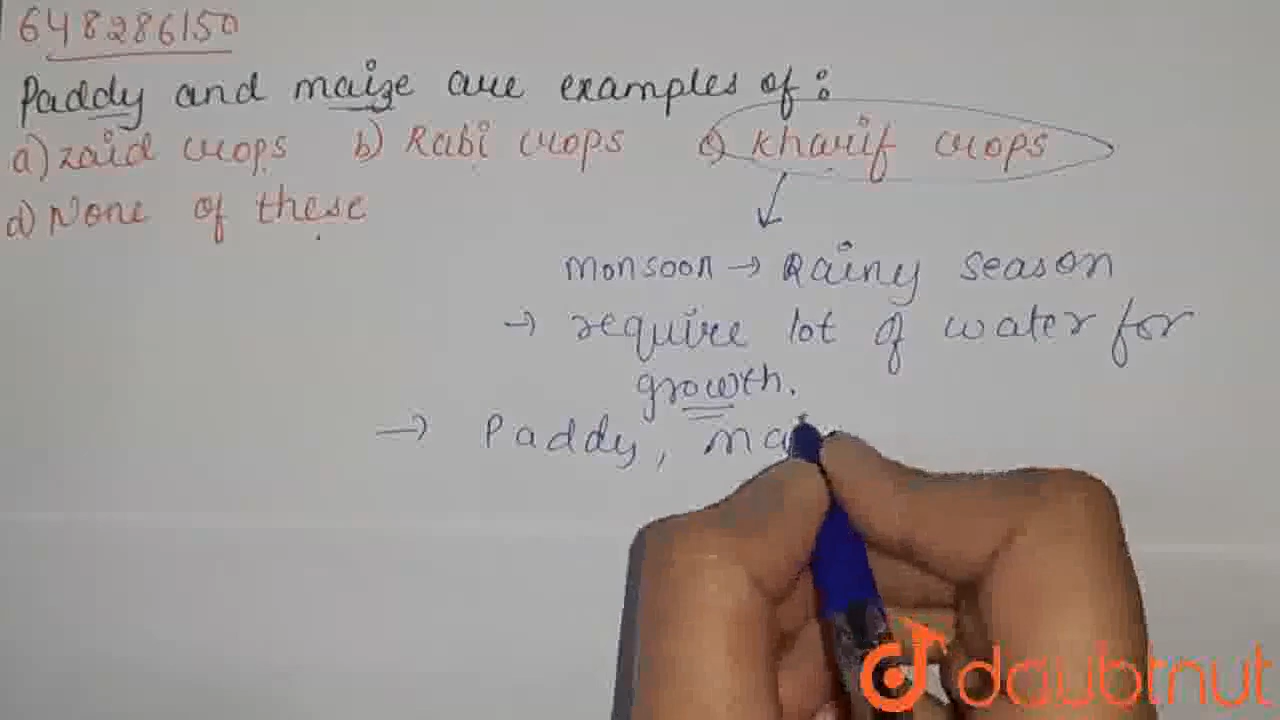 648286150
Paddy and maize are examples of:
a) zaid crops b) Rabi crops c) kharif crops
d) None of these
monsoon → Rainy season
→ require lot of water for
growth.
→ Paddy, ma
doubtnut